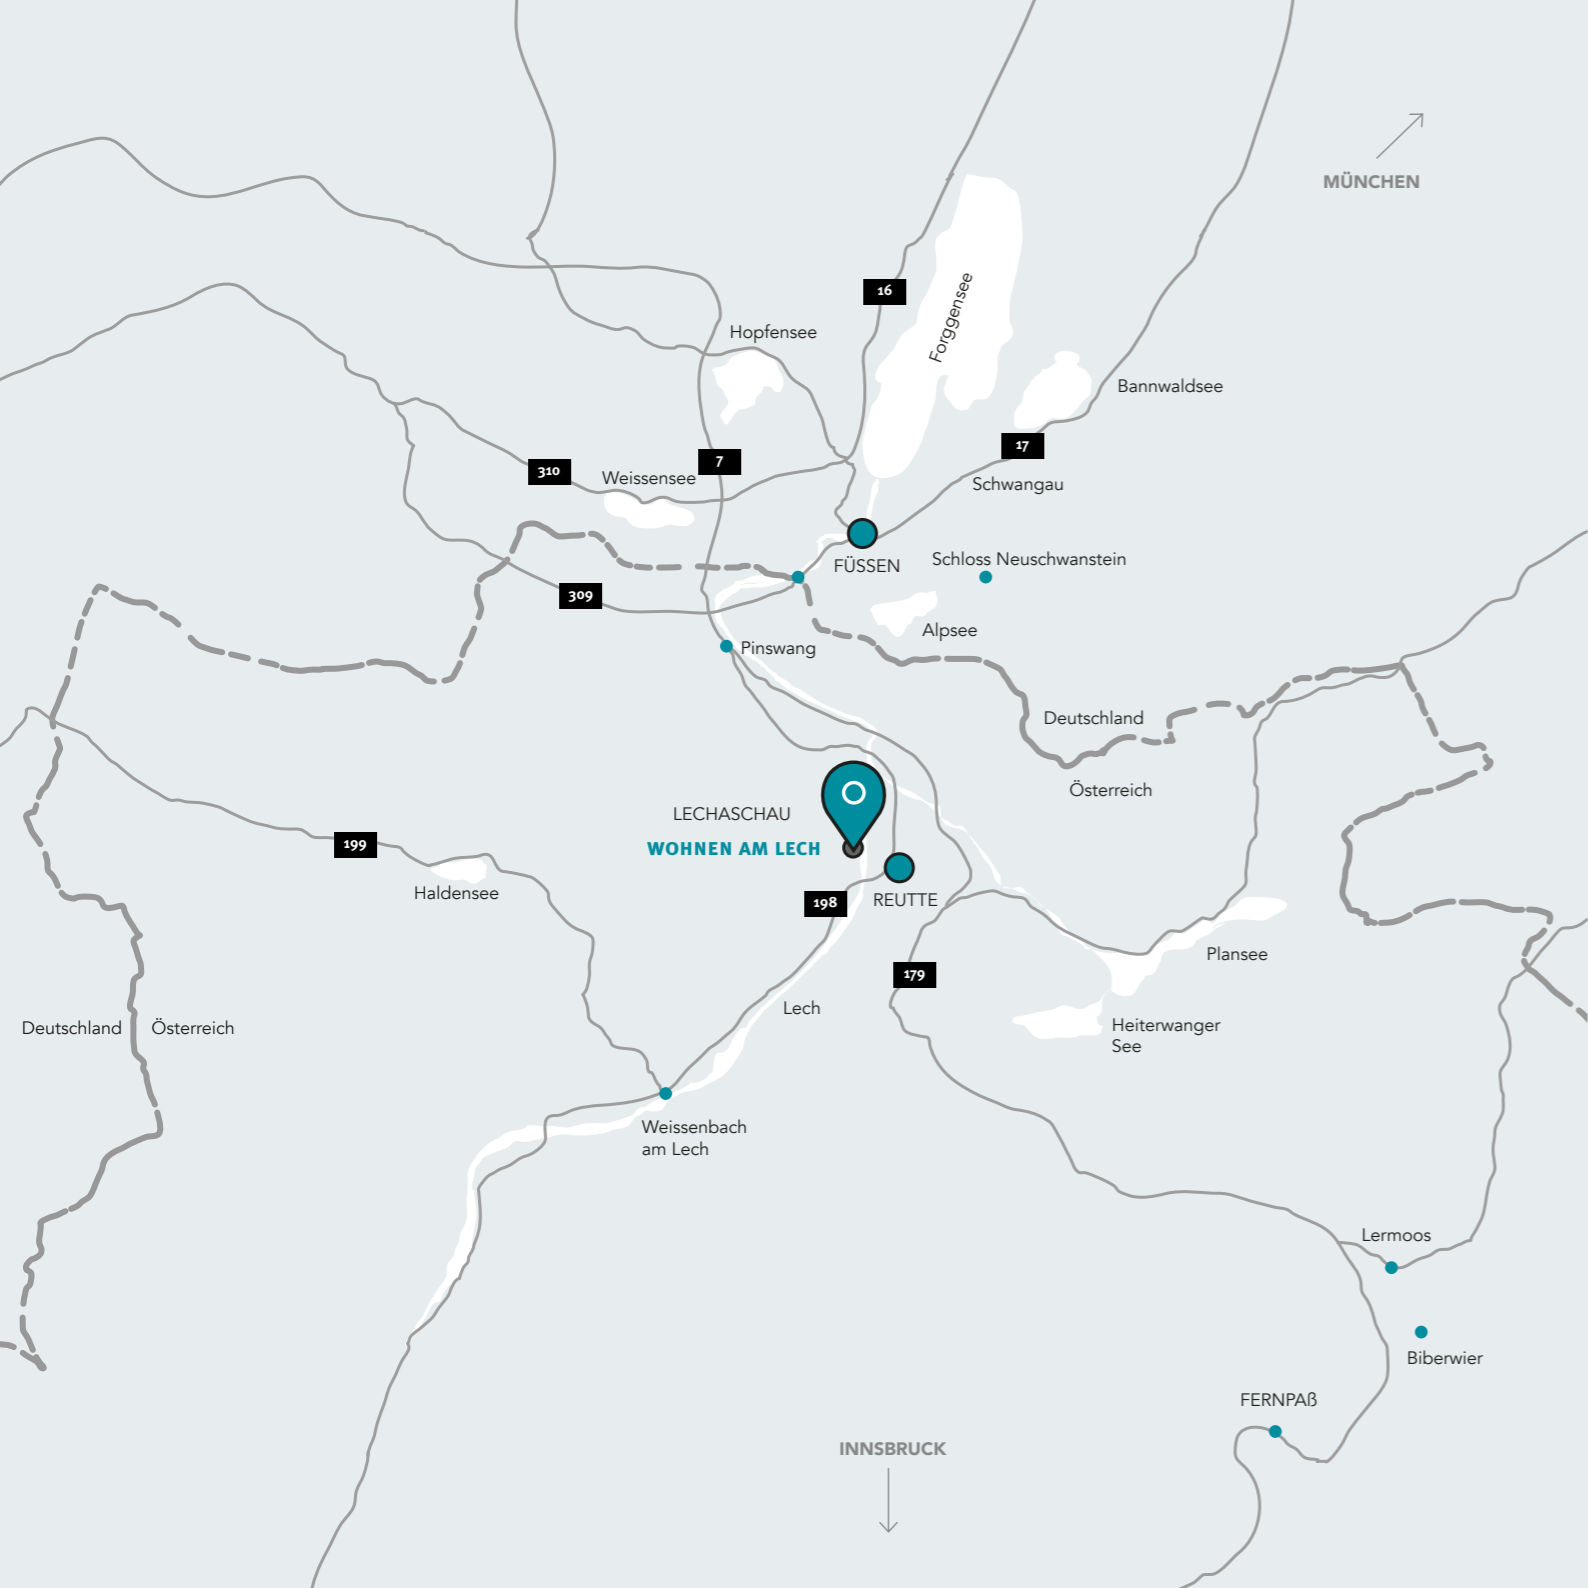 MÜNCHEN
16
Forggensee
Hopfensee
Bannwaldsee
17
7
310
Weissensee
Schwangau
Schloss Neuschwanstein
FÜSSEN
309
Alpsee
Pinswang
Deutschland
Österreich
LECHASCHAU
WOHNEN AM LECH
199
Haldensee
198
REUTTE
Plansee
179
Lech
Heiterwanger
See
Deutschland
Österreich
Weissenbach
am Lech
Lermoos
Biberwier
FERNPAß
INNSBRUCK